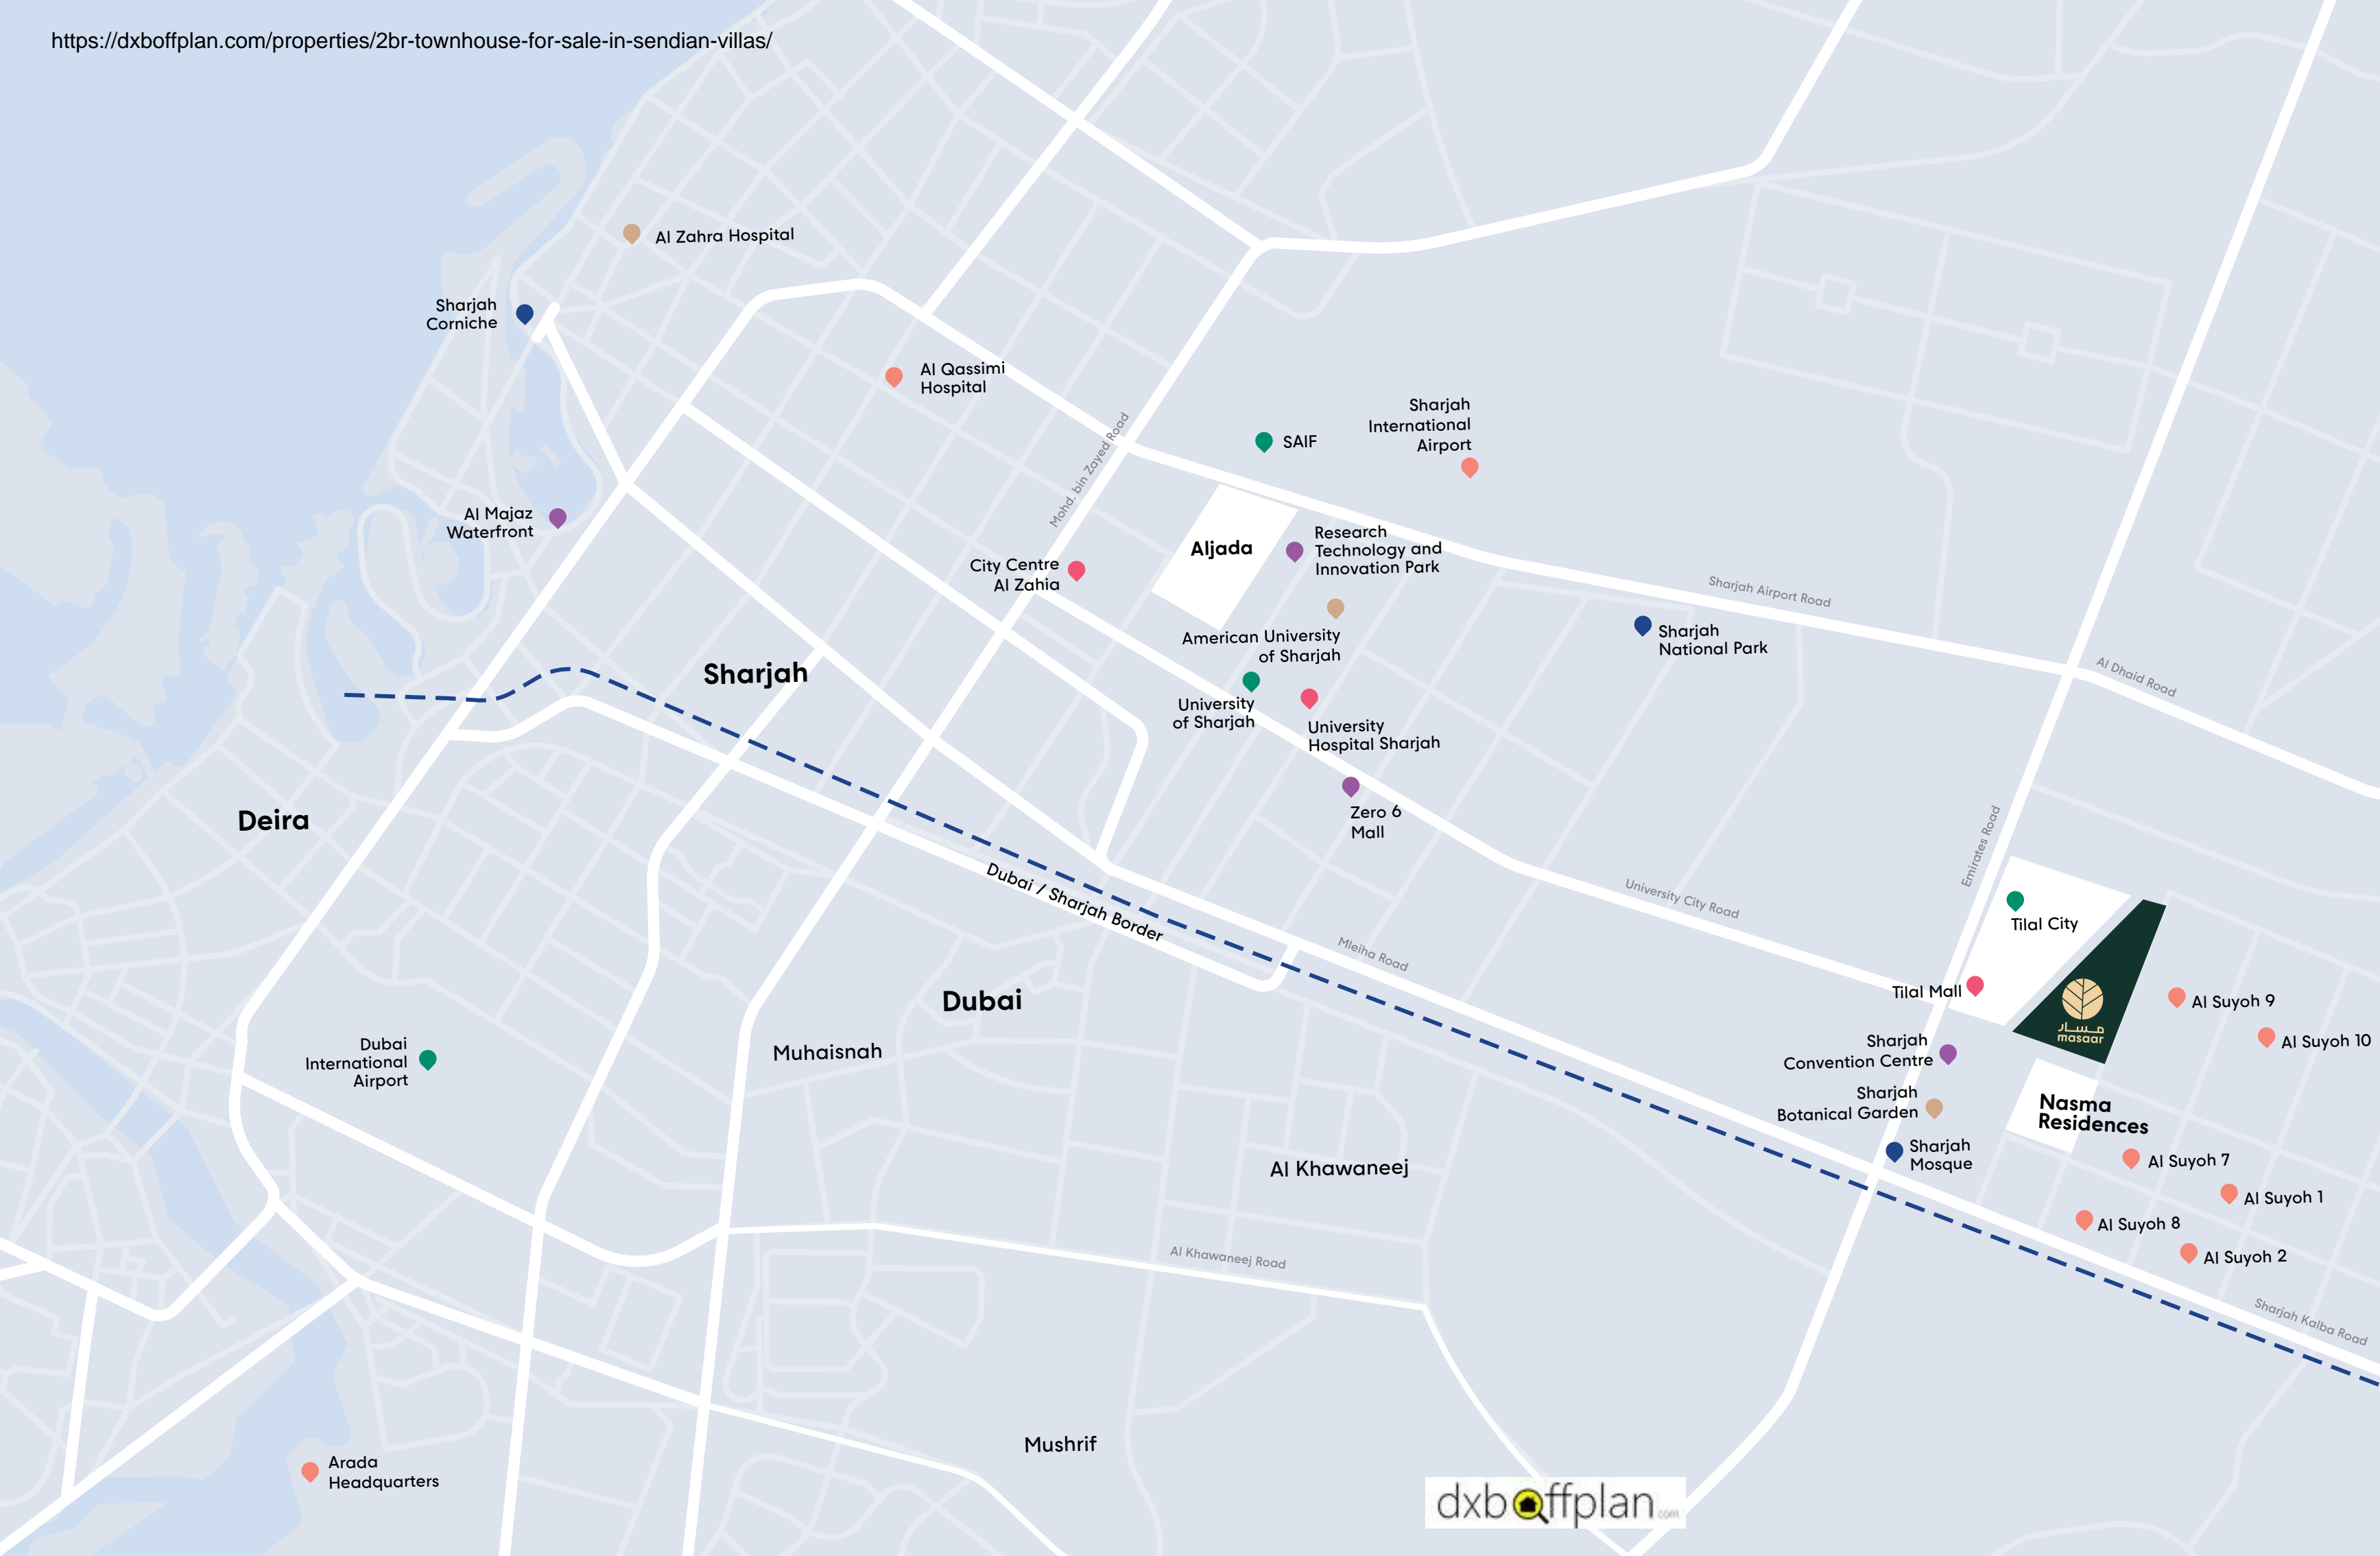 https://dxboffplan.com/properties/2br-townhouse-for-sale-in-sendian-villas/
Al Zahra Hospital
Sharjah
Corniche
Al Qassimi
Hospital
Mohd. bin Zayed Road
SAIF
Sharjah
International
Airport
Al Majaz
Waterfront
City Centre
Al Zahia
Aljada
Research
Technology and
Innovation Park
Sharjah Airport Road
American University
of Sharjah
Sharjah
National Park
Sharjah
University
of Sharjah
University
Hospital Sharjah
Al Dhaid Road
Zero 6
Mall
Deira
Emirates Road
Dubai / Sharjah Border
University City Road
Mleiha Road
Tilal City
Tilal Mall
مسار
masaar
Al Suyoh 9
Al Suyoh 10
Dubai
Muhaisnah
Dubai
International
Airport
Sharjah
Convention Centre
Sharjah
Botanical Garden
Nasma
Residences
Sharjah
Mosque
Al Khawaneej
Al Suyoh 7
Al Suyoh 1
Al Suyoh 8
Al Suyoh 2
Al Khawaneej Road
Sharjah Kalba Road
Mushrif
Arada
Headquarters
dxboffplan.com